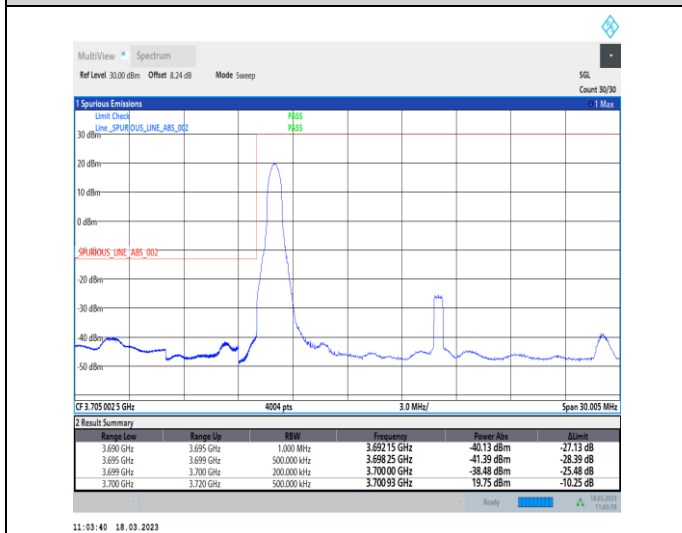 MultiView Spectrum
Ref Level 30.00 dBm Offset 8.24 dB Mode Sweep SGL
Count 30/30
1 Spurious Emissions 1 Max
Limit Check PASS
Line _SPURIOUS_LINE_ABS_002 PASS
30 dBm
20 dBm
10 dBm
0 dBm
_SPURIOUS_LINE_ABS_002
-20 dBm
-30 dBm
-40 dBm
-50 dBm
CF 3.705 002 5 GHz 4004 pts 3.0 MHz/ Span 30.005 MHz
2 Result Summary
Range Low Range Up RBW Frequency Power Abs ΔLimit
3.690 GHz 3.695 GHz 1.000 MHz 3.692 15 GHz -40.13 dBm -27.13 dB
3.695 GHz 3.699 GHz 500.000 kHz 3.698 25 GHz -41.39 dBm -28.39 dB
3.699 GHz 3.700 GHz 200.000 kHz 3.700 00 GHz -38.48 dBm -25.48 dB
3.700 GHz 3.720 GHz 500.000 kHz 3.700 93 GHz 19.75 dBm -10.25 dB
Ready 18.03.2023
11:03:39
11:03:40 18.03.2023